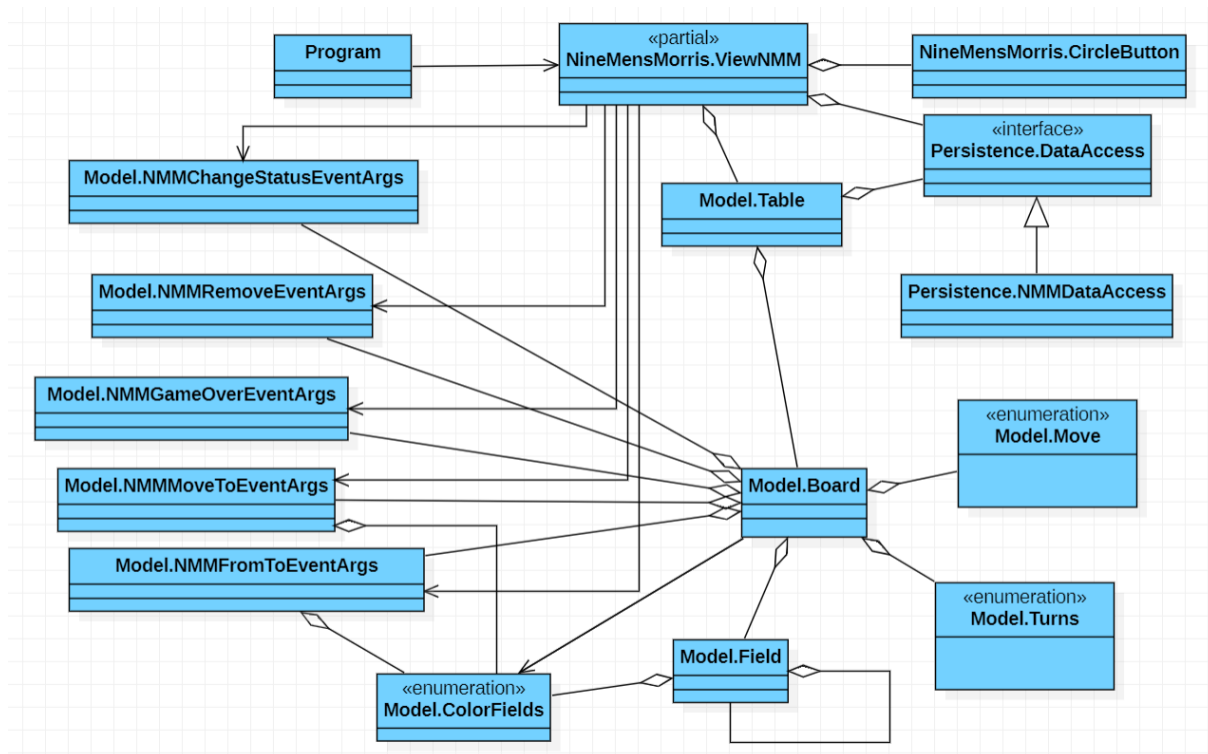 Program
«partial»
NineMensMorris.ViewNMM
NineMensMorris.CircleButton
«interface»
Persistence.DataAccess
Model.NMMChangeStatusEventArgs
Model.Table
Model.NMMRemoveEventArgs
Persistence.NMMDataAccess
Model.NMMGameOverEventArgs
«enumeration»
Model.Move
Model.NMMMoveToEventArgs
Model.Board
Model.NMMFromToEventArgs
«enumeration»
Model.Turns
Model.Field
«enumeration»
Model.ColorFields